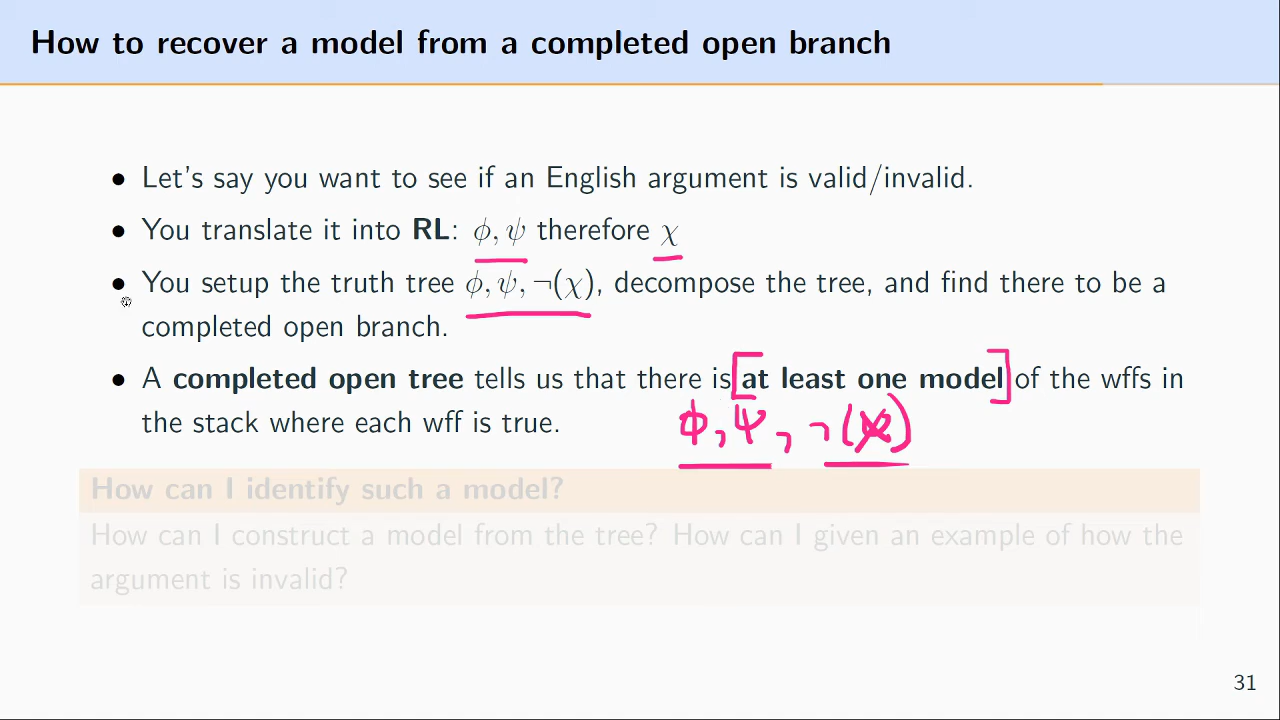 How to recover a model from a completed open branch
• Let's say you want to see if an English argument is valid/invalid.
• You translate it into RL: ϕ, ψ therefore χ
• You setup the truth tree ϕ, ψ, ¬(χ), decompose the tree, and find there to be a
completed open branch.
• A completed open tree tells us that there is [at least one model] of the wffs in
the stack where each wff is true.
ϕ, ψ, ¬( )
How can I identify such a model?
How can I construct a model from the tree? How can I given an example of how the
argument is invalid?
31